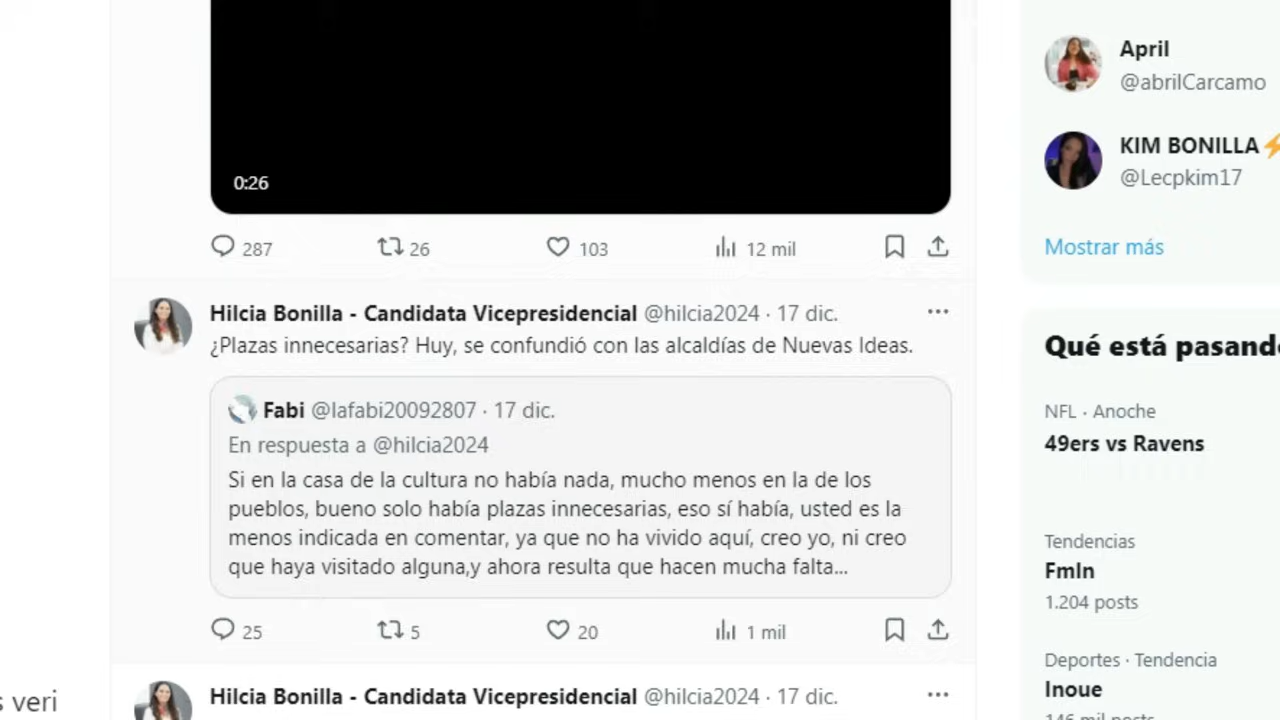 0:26
287 26 103 12 mil
Hilcia Bonilla - Candidata Vicepresidencial @hilcia2024 · 17 dic.
¿Plazas innecesarias? Huy, se confundió con las alcaldías de Nuevas Ideas.
Fabi @lafabi20092807 · 17 dic.
En respuesta a @hilcia2024
Si en la casa de la cultura no había nada, mucho menos en la de los
pueblos, bueno solo había plazas innecesarias, eso sí había, usted es la
menos indicada en comentar, ya que no ha vivido aquí, creo yo, ni creo
que haya visitado alguna,y ahora resulta que hacen mucha falta...
25 5 20 1 mil
Hilcia Bonilla - Candidata Vicepresidencial @hilcia2024 · 17 dic.
s veri
April
@abrilCarcamo
KIM BONILLA⚡
@Lecpkim17
Mostrar más
Qué está pasando
NFL · Anoche
49ers vs Ravens
Tendencias
Fmln
1.204 posts
Deportes · Tendencia
Inoue
146 mil posts